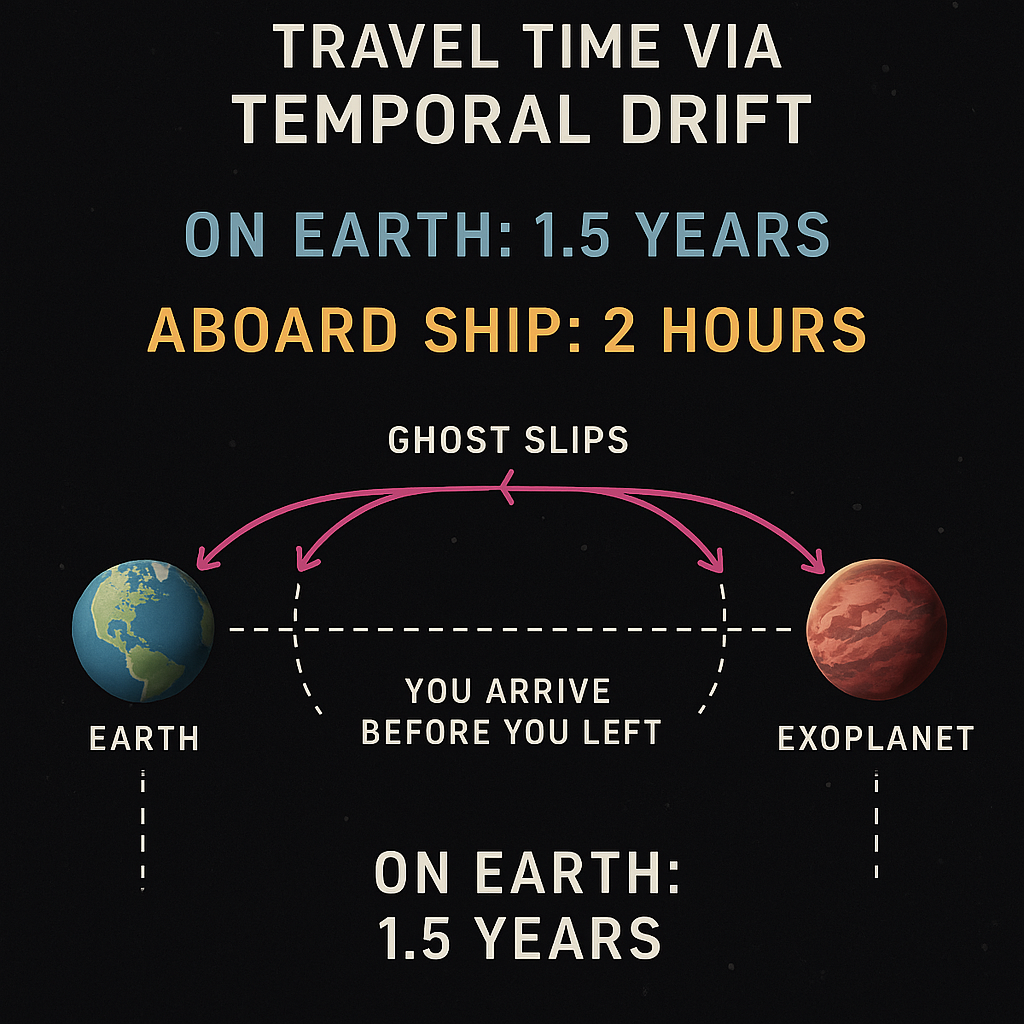 TRAVEL TIME VIA
TEMPORAL DRIFT
ON EARTH: 1.5 YEARS
ABOARD SHIP: 2 HOURS
GHOST SLIPS
YOU ARRIVE
BEFORE YOU LEFT
EARTH
EXOPLANET
ON EARTH:
1.5 YEARS